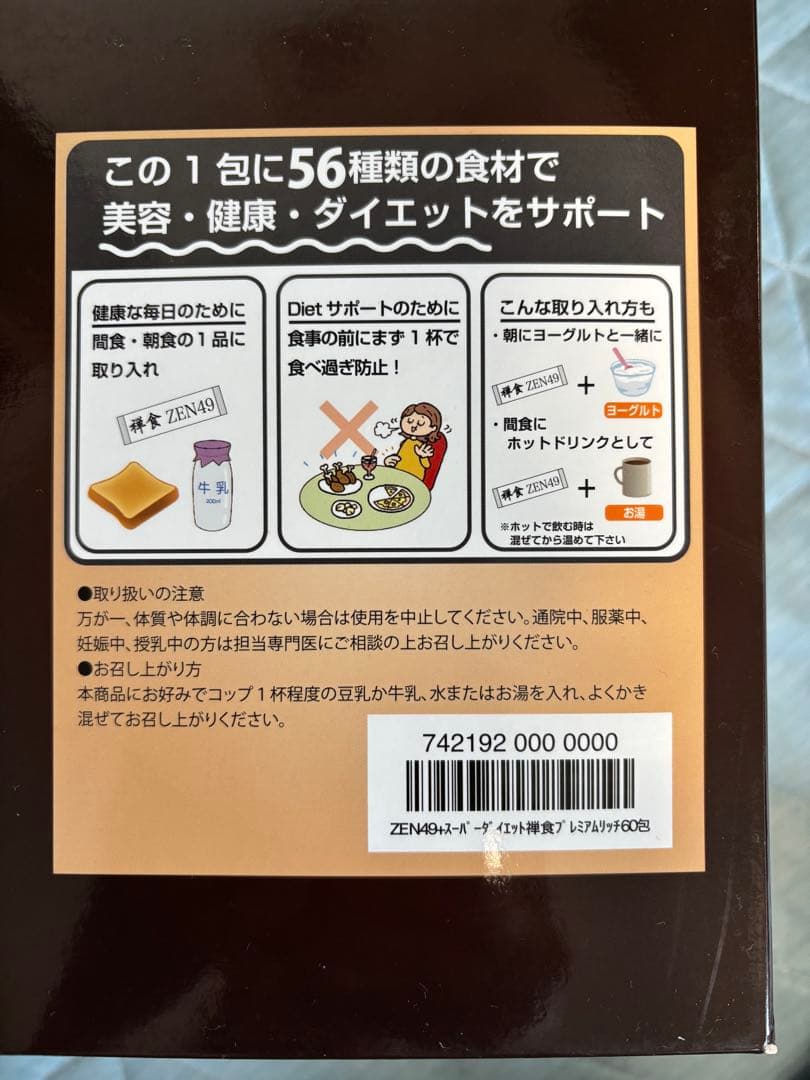 この1包に56種類の食材で
美容・健康・ダイエットをサポート
健康な毎日のために
間食・朝食の1品に
取り入れ
禅食 ZEN49
牛乳
200ml
Dietサポートのために
食事の前にまず1杯で
食べ過ぎ防止！
こんな取り入れ方も
・朝にヨーグルトと一緒に
禅食 ZEN49 +
ヨーグルト
・間食に
ホットドリンクとして
禅食 ZEN49 +
お湯
※ホットで飲む時は
混ぜてから温めて下さい
●取り扱いの注意
万が一、体質や体調に合わない場合は使用を中止してください。通院中、服薬中、
妊娠中、授乳中の方は担当専門医にご相談の上お召し上がりください。
●お召し上がり方
本商品にお好みでコップ1杯程度の豆乳か牛乳、水またはお湯を入れ、よくかき
混ぜてお召し上がりください。
742192 000 0000
ZEN49+ｽｰﾊﾟｰﾀﾞｲｴｯﾄ禅食ﾌﾟﾚﾐｱﾑﾘｯﾁ60包